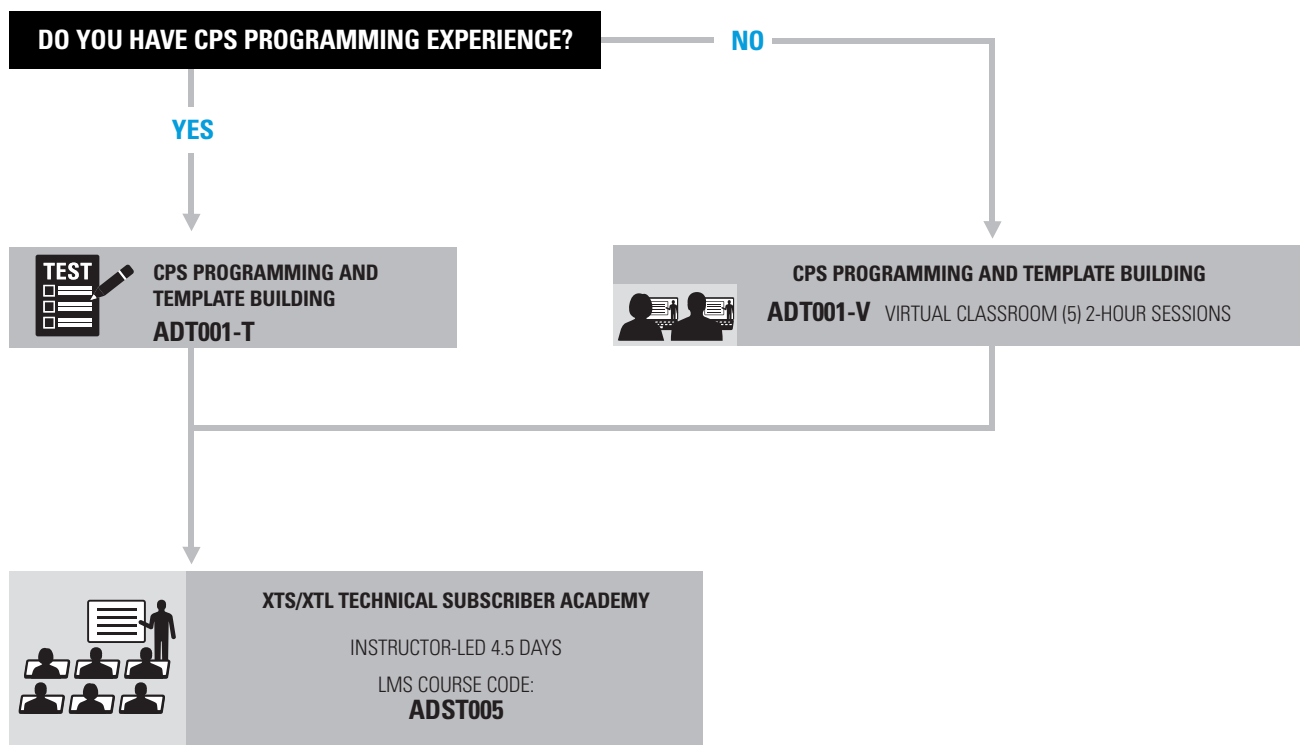 DO YOU HAVE CPS PROGRAMMING EXPERIENCE?
NO
YES
TEST
CPS PROGRAMMING AND
TEMPLATE BUILDING
ADT001-T
CPS PROGRAMMING AND TEMPLATE BUILDING
ADT001-V VIRTUAL CLASSROOM (5) 2-HOUR SESSIONS
XTS/XTL TECHNICAL SUBSCRIBER ACADEMY
INSTRUCTOR-LED 4.5 DAYS
LMS COURSE CODE:
ADST005